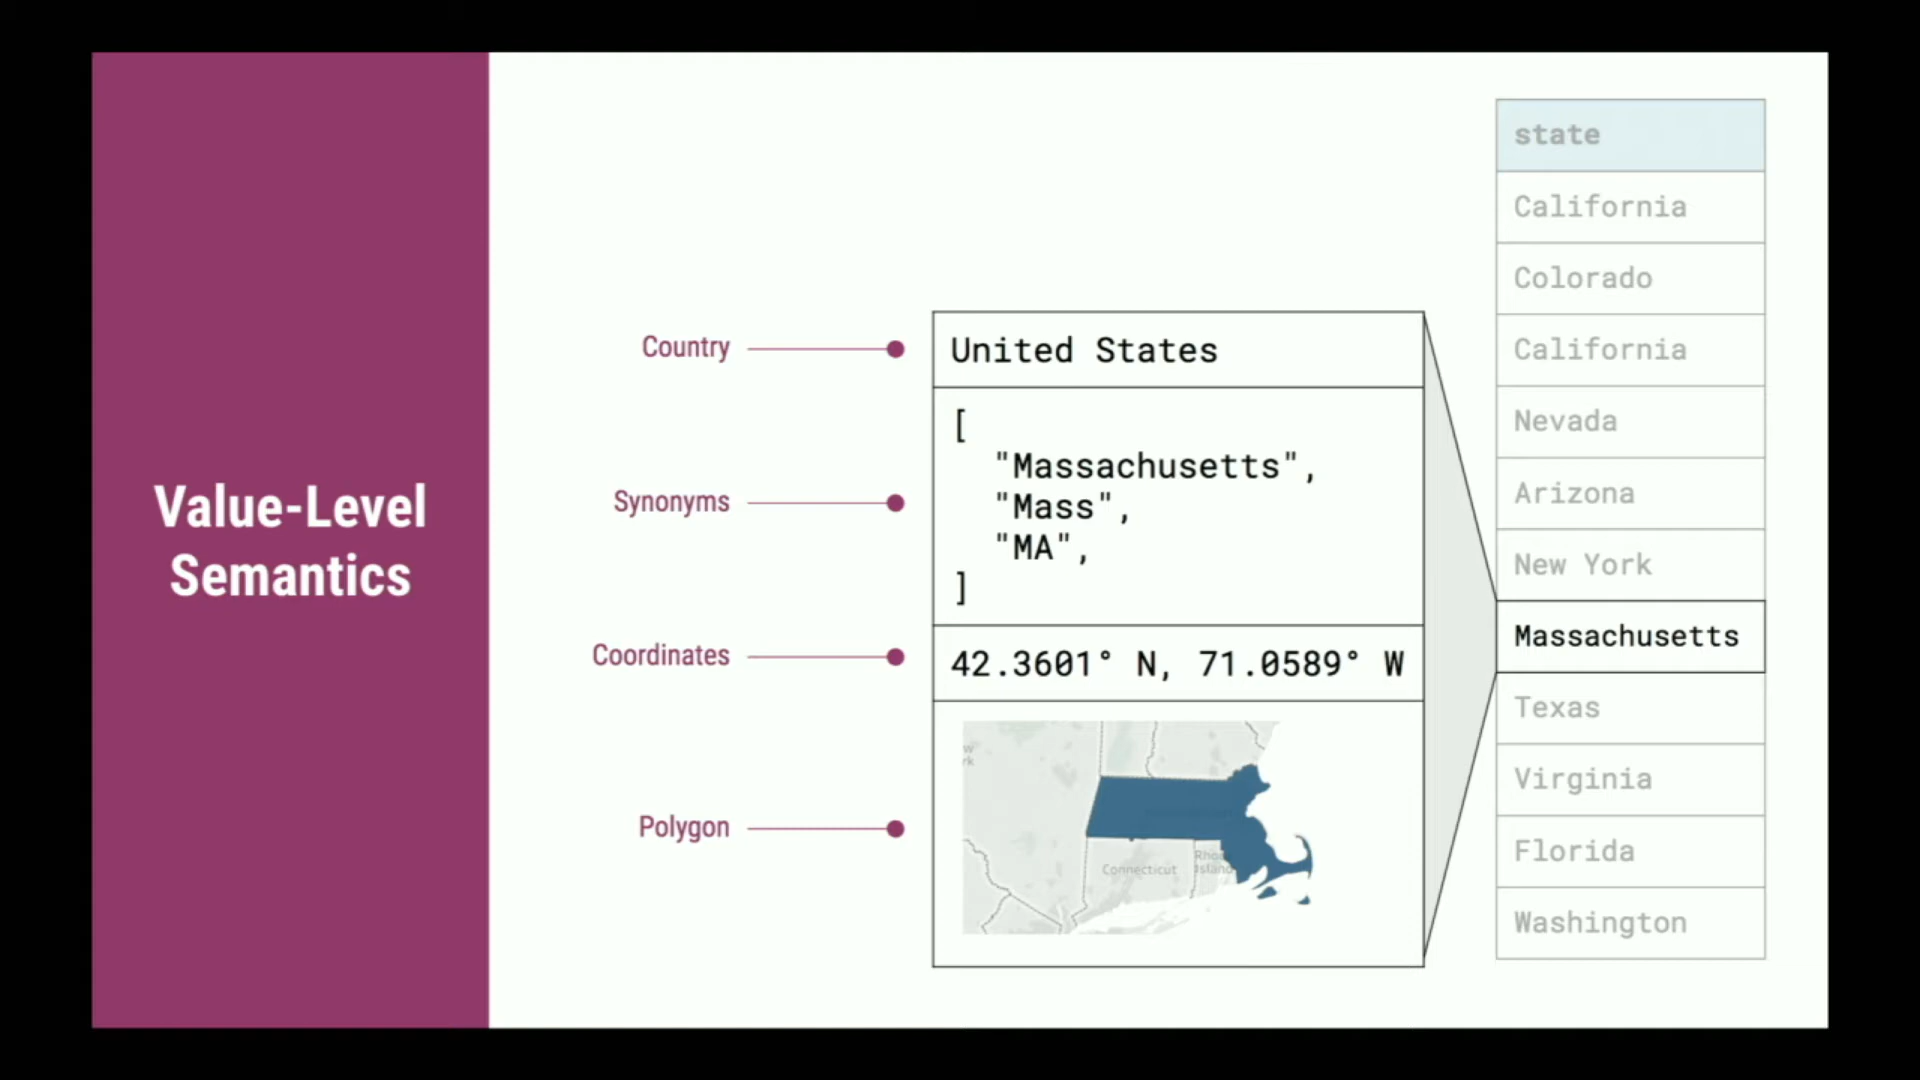 Value-Level
Semantics
Country
United States
Synonyms
[
"Massachusetts",
"Mass",
"MA",
]
Coordinates
42.3601° N, 71.0589° W
Polygon
Connecticut
Island
state
California
Colorado
California
Nevada
Arizona
New York
Massachusetts
Texas
Virginia
Florida
Washington